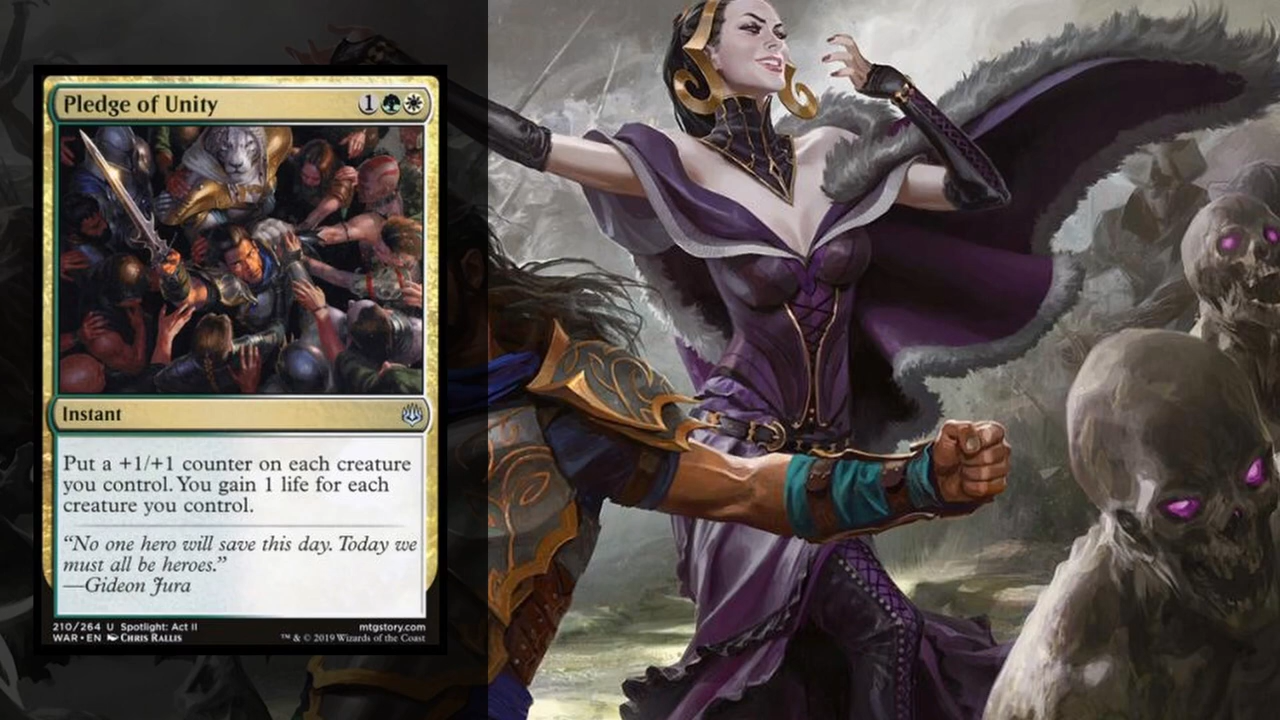 Pledge of Unity 1
Instant
Put a +1/+1 counter on each creature
you control. You gain 1 life for each
creature you control.
“No one hero will save this day. Today we
must all be heroes.”
—Gideon Jura
210/264 U Spotlight: Act II mtgstory.com
WAR • EN Chris Rallis ™ & © 2019 Wizards of the Coast